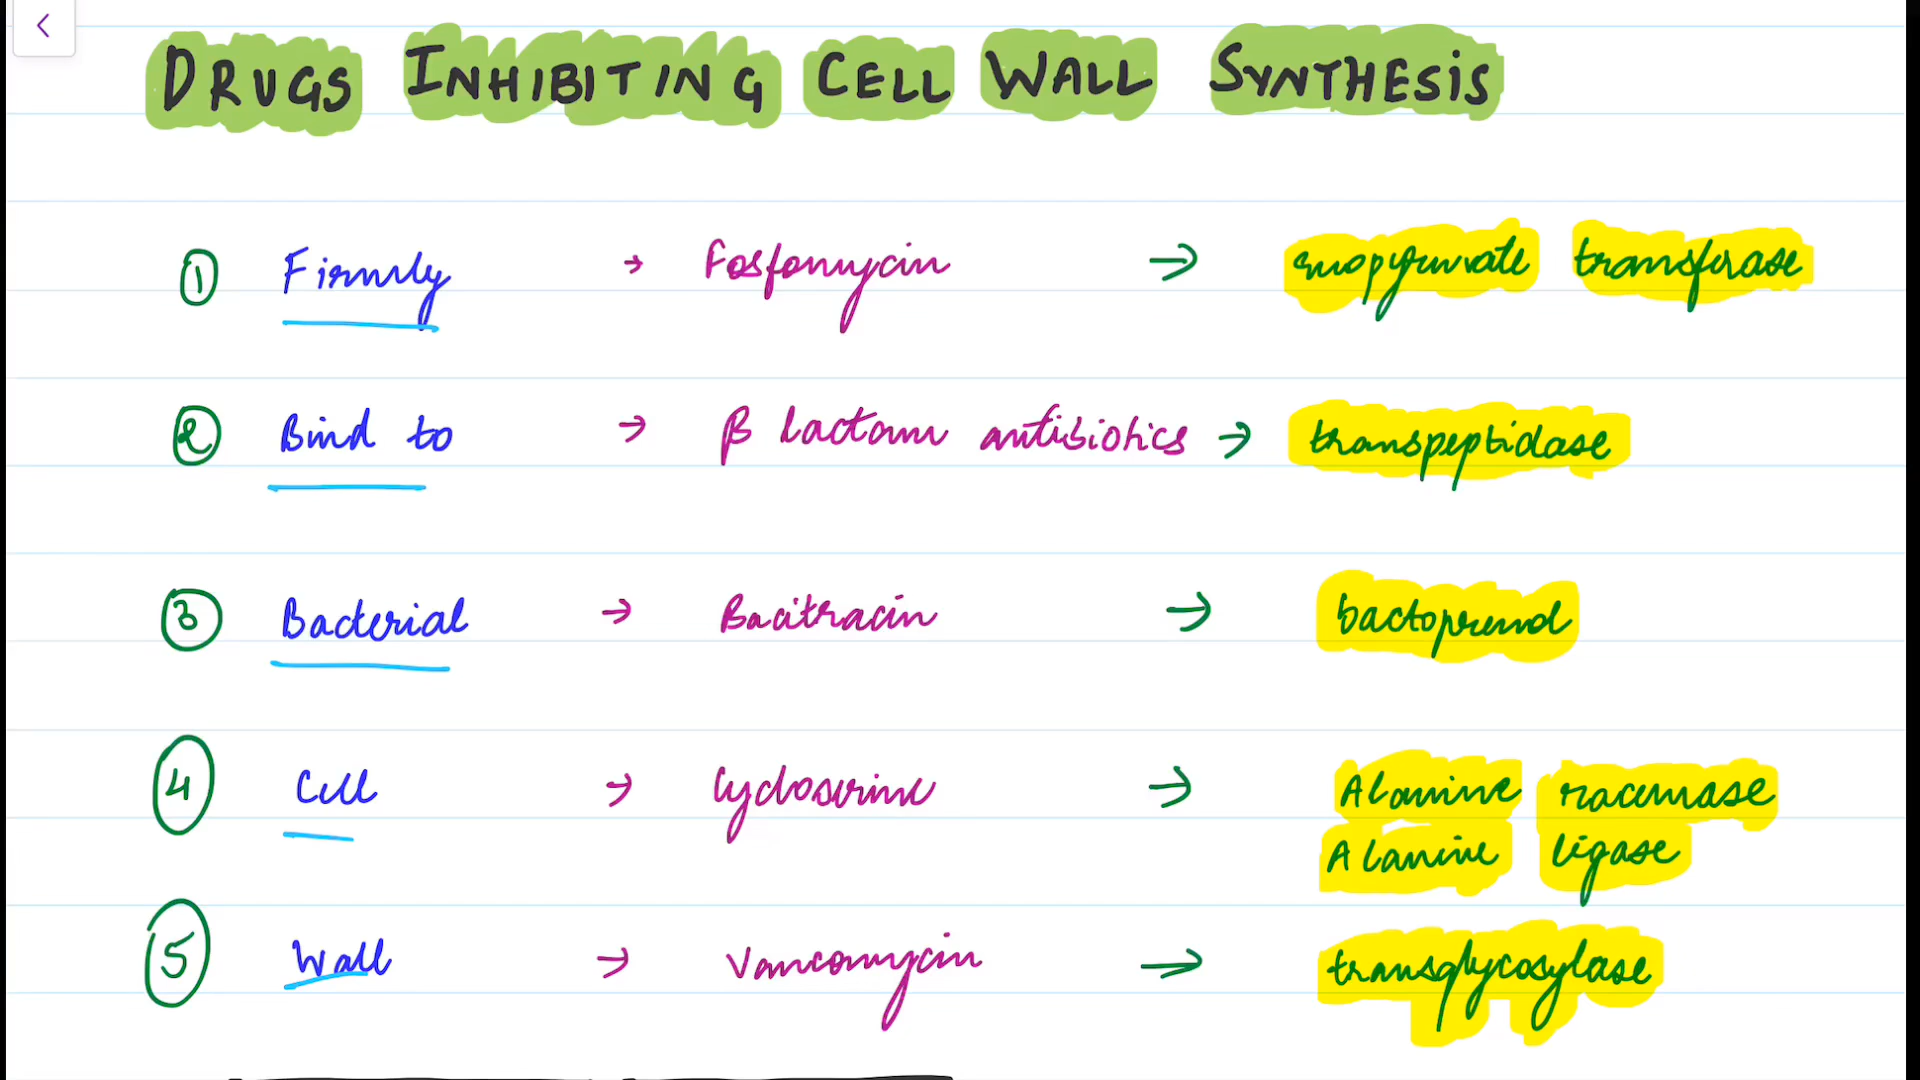 DRUGS INHIBITING CELL WALL SYNTHESIS
① Firmly → Fosfomycin → enopyruvate transferase
② Bind to → β lactam antibiotics → transpeptidase
③ Bacterial → Bacitracin → bactoprenol
④ Cell → Cycloserine → Alanine racemase
Alanine ligase
⑤ Wall → Vancomycin → transglycosylase